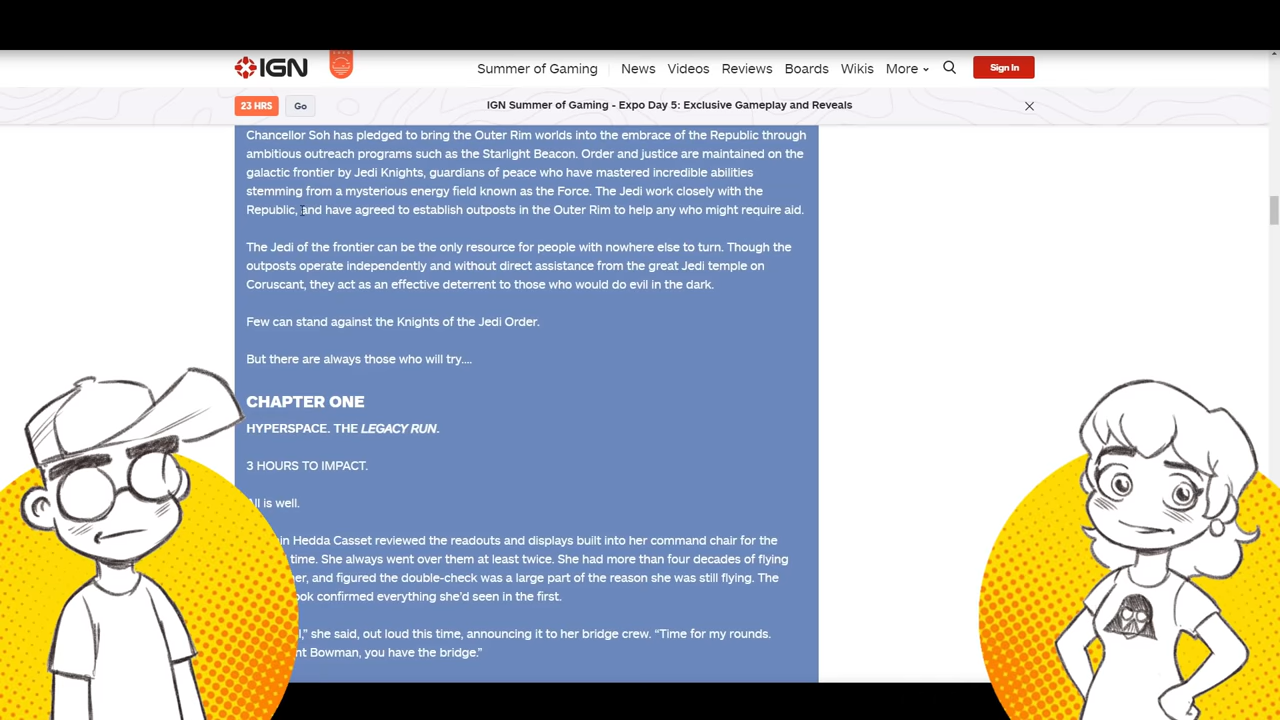 IGN
Summer of Gaming
News
Videos
Reviews
Boards
Wikis
More
Sign In
23 HRS
Go
IGN Summer of Gaming - Expo Day 5: Exclusive Gameplay and Reveals
Chancellor Soh has pledged to bring the Outer Rim worlds into the embrace of the Republic through
ambitious outreach programs such as the Starlight Beacon. Order and justice are maintained on the
galactic frontier by Jedi Knights, guardians of peace who have mastered incredible abilities
stemming from a mysterious energy field known as the Force. The Jedi work closely with the
Republic, and have agreed to establish outposts in the Outer Rim to help any who might require aid.
The Jedi of the frontier can be the only resource for people with nowhere else to turn. Though the
outposts operate independently and without direct assistance from the great Jedi temple on
Coruscant, they act as an effective deterrent to those who would do evil in the dark.
Few can stand against the Knights of the Jedi Order.
But there are always those who will try....
CHAPTER ONE
HYPERSPACE. THE LEGACY RUN.
3 HOURS TO IMPACT.
All is well.
in Hedda Casset reviewed the readouts and displays built into her command chair for the
time. She always went over them at least twice. She had more than four decades of flying
er, and figured the double-check was a large part of the reason she was still flying. The
ook confirmed everything she'd seen in the first.
l,” she said, out loud this time, announcing it to her bridge crew. “Time for my rounds.
nt Bowman, you have the bridge.”